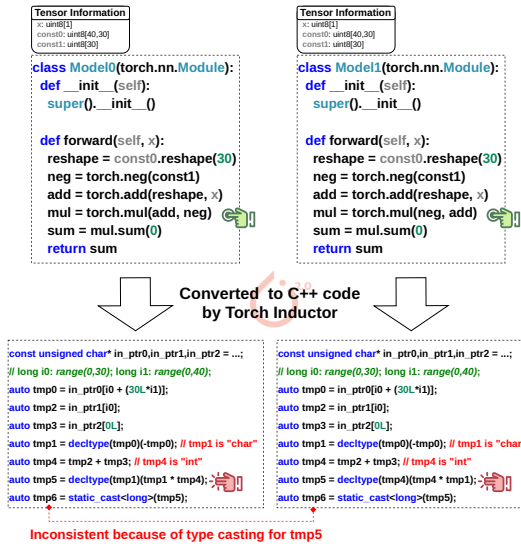 Tensor Information
x: uint8[1]
const0: uint8[40,30]
const1: uint8[30]
class Model0(torch.nn.Module):
def __init__(self):
super().__init__()
def forward(self, x):
reshape = const0.reshape(30)
neg = torch.neg(const1)
add = torch.add(reshape, x)
mul = torch.mul(add, neg)
sum = mul.sum(0)
return sum
Tensor Information
x: uint8[1]
const0: uint8[40,30]
const1: uint8[30]
class Model1(torch.nn.Module):
def __init__(self):
super().__init__()
def forward(self, x):
reshape = const0.reshape(30)
neg = torch.neg(const1)
add = torch.add(reshape, x)
mul = torch.mul(neg, add)
sum = mul.sum(0)
return sum
Converted to C++ code
by Torch Inductor
2.0
const unsigned char* in_ptr0,in_ptr1,in_ptr2 = ...;
// long i0: range(0,30); long i1: range(0,40);
auto tmp0 = in_ptr0[i0 + (30L*i1)];
auto tmp2 = in_ptr1[i0];
auto tmp3 = in_ptr2[0L];
auto tmp1 = decltype(tmp0)(-tmp0); // tmp1 is "char"
auto tmp4 = tmp2 + tmp3; // tmp4 is "int"
auto tmp5 = decltype(tmp1)(tmp1 * tmp4);
auto tmp6 = static_cast<long>(tmp5);
const unsigned char* in_ptr0,in_ptr1,in_ptr2 = ...;
// long i0: range(0,30); long i1: range(0,40);
auto tmp0 = in_ptr0[i0 + (30L*i1)];
auto tmp2 = in_ptr1[i0];
auto tmp3 = in_ptr2[0L];
auto tmp1 = decltype(tmp0)(-tmp0); // tmp1 is "char
auto tmp4 = tmp2 + tmp3; // tmp4 is "int"
auto tmp5 = decltype(tmp4)(tmp4 * tmp1);
auto tmp6 = static_cast<long>(tmp5);
Inconsistent because of type casting for tmp5